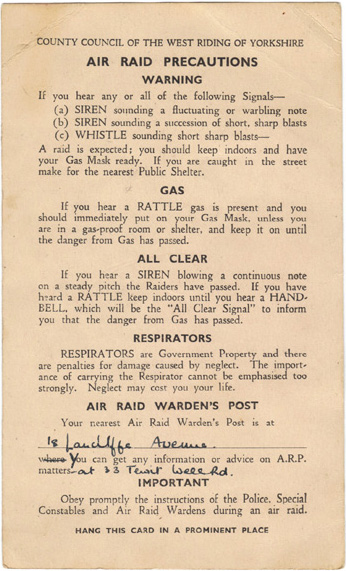 COUNTY COUNCIL OF THE WEST RIDING OF YORKSHIRE
AIR RAID PRECAUTIONS
WARNING
If you hear any or all of the following Signals—
(a) SIREN sounding a fluctuating or warbling note
(b) SIREN sounding a succession of short, sharp blasts
(c) WHISTLE sounding short sharp blasts—
A raid is expected; you should keep indoors and have
your Gas Mask ready. If you are caught in the street
make for the nearest Public Shelter.
GAS
If you hear a RATTLE gas is present and you
should immediately put on your Gas Mask, unless you
are in a gas-proof room or shelter, and keep it on until
the danger from Gas has passed.
ALL CLEAR
If you hear a SIREN blowing a continuous note
on a steady pitch the Raiders have passed. If you have
heard a RATTLE keep indoors until you hear a HAND-
BELL, which will be the "All Clear Signal" to inform
you that the danger from Gas has passed.
RESPIRATORS
RESPIRATORS are Government Property and there
are penalties for damage caused by neglect. The import-
ance of carrying the Respirator cannot be emphasised too
strongly. Neglect may cost you your life.
AIR RAID WARDEN'S POST
Your nearest Air Raid Warden's Post is at
18 Avenue
where You can get any information or advice on A.R.P.
matters at 33 Tewit Well Rd.
IMPORTANT
Obey promptly the instructions of the Police, Special
Constables and Air Raid Wardens during an air raid.
HANG THIS CARD IN A PROMINENT PLACE